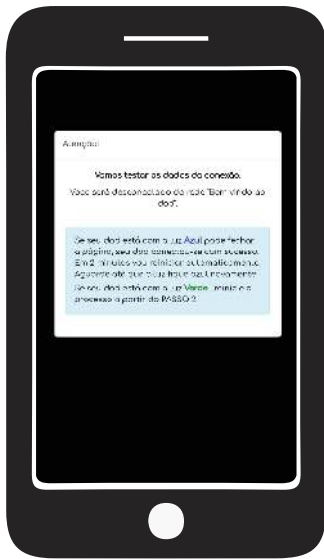 Atenção!
Vamos testar os dados da conexão.
Você será desconectado da rede "Bem vindo ao
dod".
Se seu dod está com a luz Azul pode fechar
a página, seu dod conectou-se com sucesso.
Em 2 minutos vou reiniciar automaticamente.
Aguarde até que a luz fique azul novamente
Se seu dod está com a luz Verde, reinicie o
processo a partir do PASSO 2